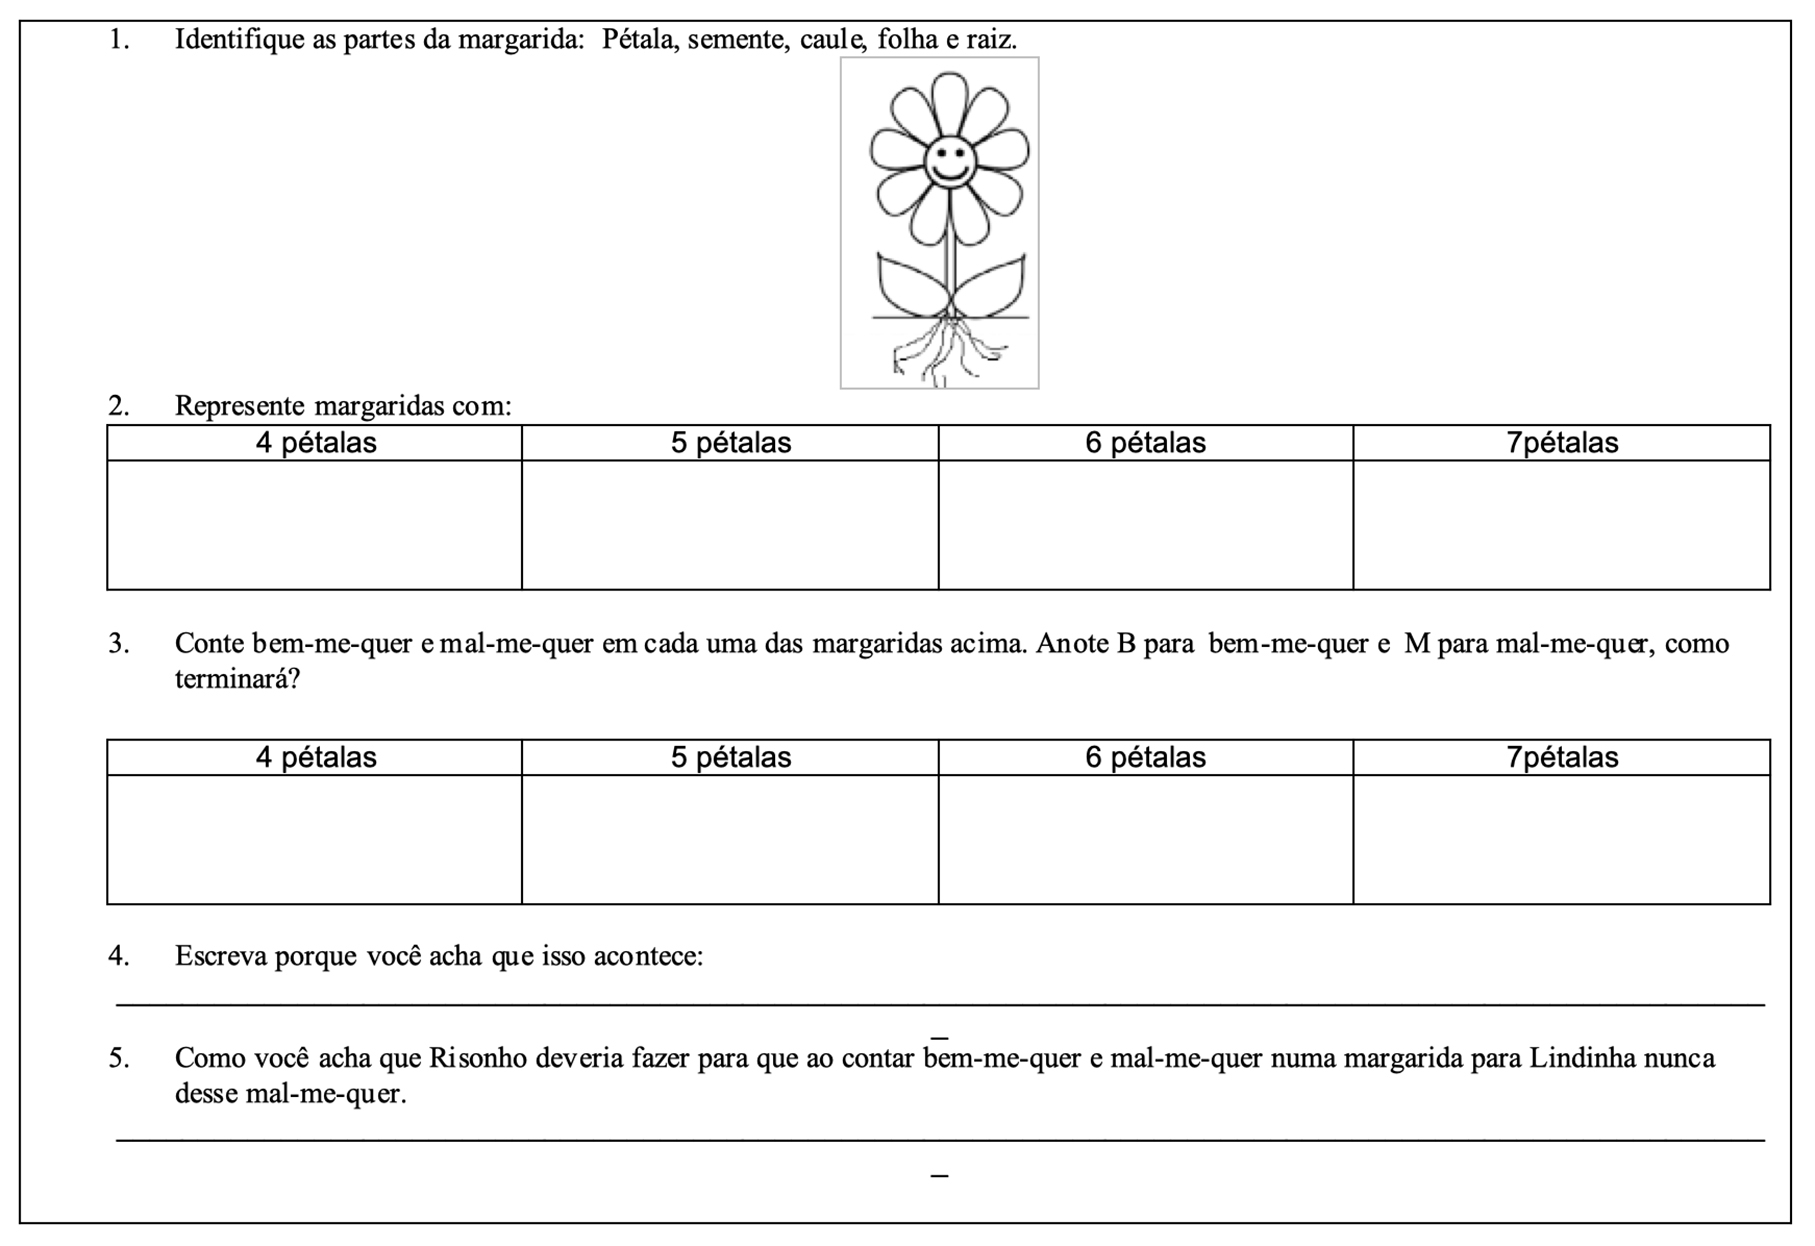 1. Identifique as partes da margarida: Pétala, semente, caule, folha e raiz.
2. Represente margaridas com:
4 pétalas 5 pétalas 6 pétalas 7pétalas
3. Conte bem-me-quer e mal-me-quer em cada uma das margaridas acima. Anote B para bem-me-quer e M para mal-me-quer, como
terminará?
4 pétalas 5 pétalas 6 pétalas 7pétalas
4. Escreva porque você acha que isso acontece:
5. Como você acha que Risonho deveria fazer para que ao contar bem-me-quer e mal-me-quer numa margarida para Lindinha nunca
desse mal-me-quer.